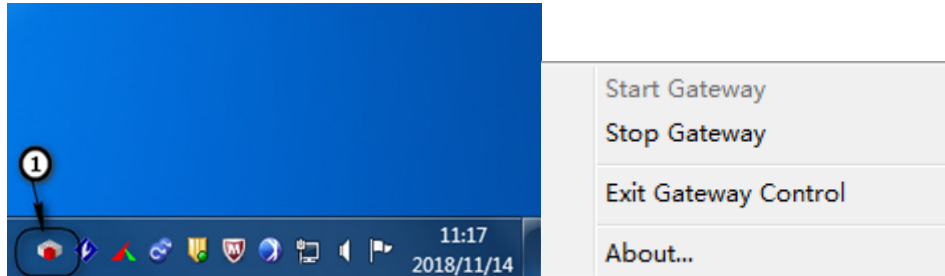 1
11:17
2018/11/14
Start Gateway
Stop Gateway
Exit Gateway Control
About...